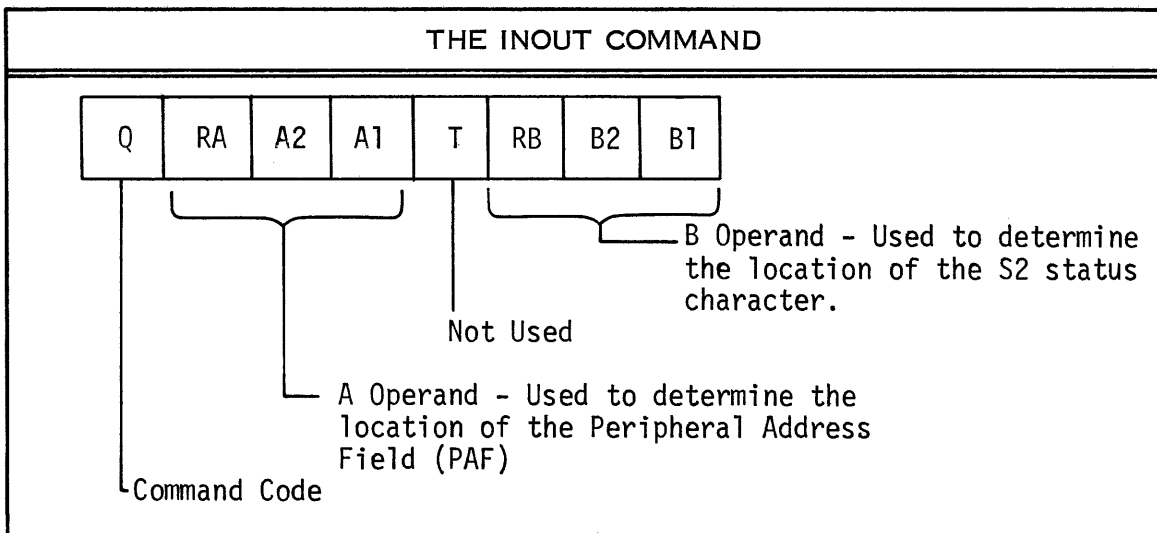 THE INOUT COMMAND
Q RA A2 A1 T RB B2 B1
B Operand - Used to determine
the location of the S2 status
character.
Not Used
A Operand - Used to determine the
location of the Peripheral Address
Field (PAF)
Command Code